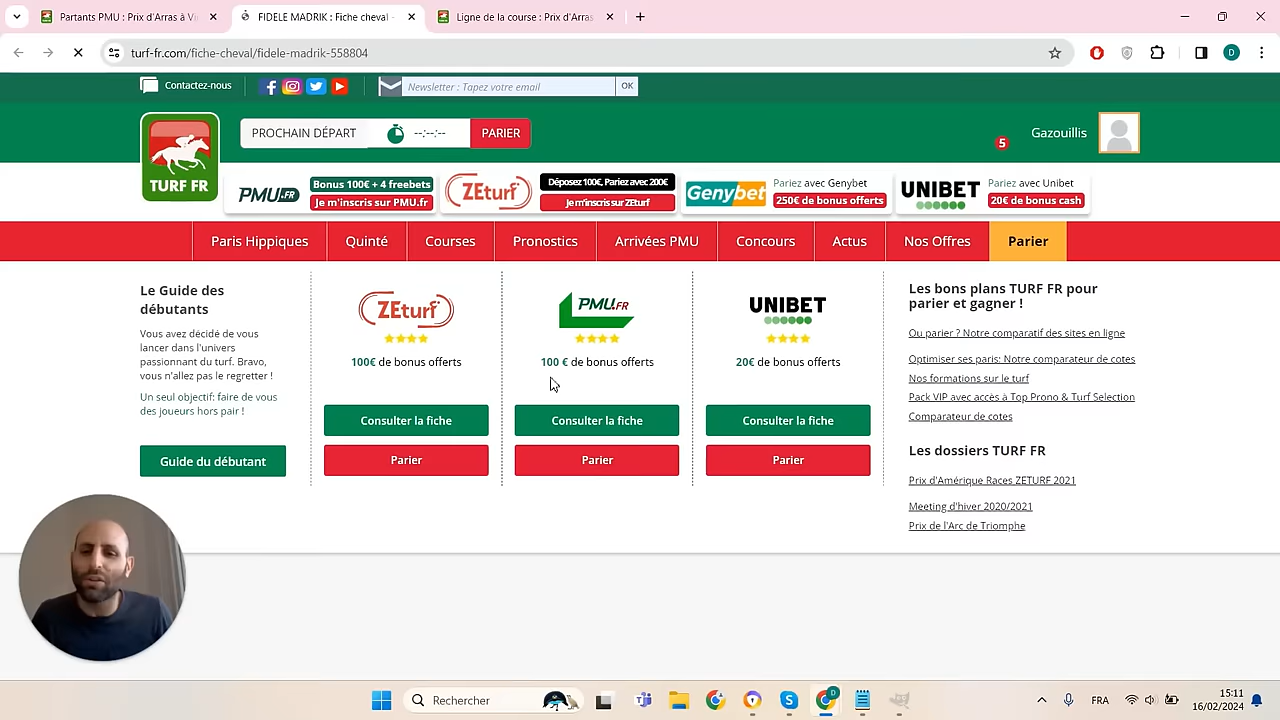 Partants PMU : Prix d'Arras à Vi
FIDELE MADRIK : Fiche cheval -
Ligne de la course : Prix d'Arras
turf-fr.com/fiche-cheval/fidele-madrik-558804
D
Contactez-nous
Newsletter : Tapez votre email
OK
TURF FR
PROCHAIN DÉPART
--:--:--
PARIER
5
Gazouillis
PMU.FR
Bonus 100€ + 4 freebets
Je m'inscris sur PMU.fr
ZEturf
Déposez 100€, Pariez avec 200€
Je m'inscris sur ZEturf
Genybet
Pariez avec Genybet
250€ de bonus offerts
UNIBET
Pariez avec Unibet
20€ de bonus cash
Paris Hippiques
Quinté
Courses
Pronostics
Arrivées PMU
Concours
Actus
Nos Offres
Parier
Le Guide des
débutants
Vous avez décidé de vous
lancer dans l'univers
passionnant du turf. Bravo,
vous n'allez pas le regretter !
Un seul objectif: faire de vous
des joueurs hors pair !
Guide du débutant
ZEturf
100€ de bonus offerts
Consulter la fiche
Parier
PMU.FR
100 € de bonus offerts
Consulter la fiche
Parier
UNIBET
20€ de bonus offerts
Consulter la fiche
Parier
Les bons plans TURF FR pour
parier et gagner !
Ou parier ? Notre comparatif des sites en ligne
Optimiser ses paris: Notre comparateur de cotes
Nos formations sur le turf
Pack VIP avec accès à Top Prono & Turf Sélection
Comparateur de cotes
Les dossiers TURF FR
Prix d'Amérique Races ZETURF 2021
Meeting d'hiver 2020/2021
Prix de l'Arc de Triomphe
Rechercher
D
FRA
15:11
16/02/2024